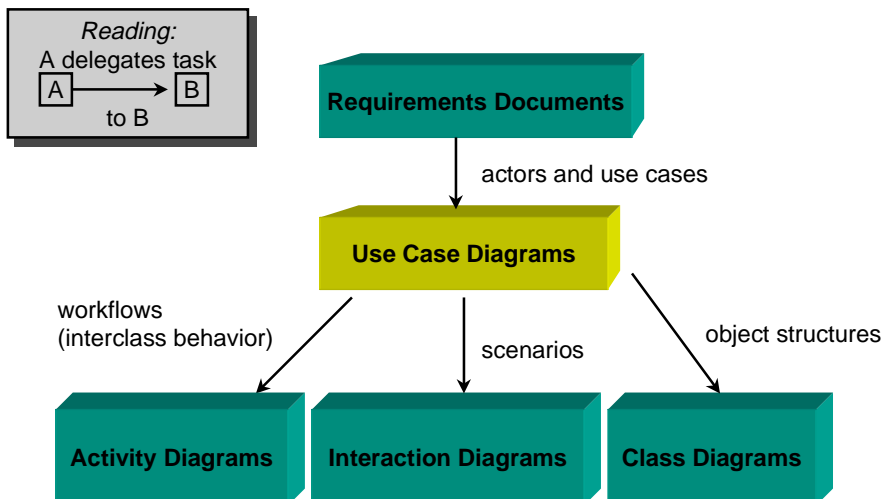 Reading:
A delegates task
A B
to B
Requirements Documents
actors and use cases
Use Case Diagrams
workflows
(interclass behavior)
scenarios
object structures
Activity Diagrams
Interaction Diagrams
Class Diagrams